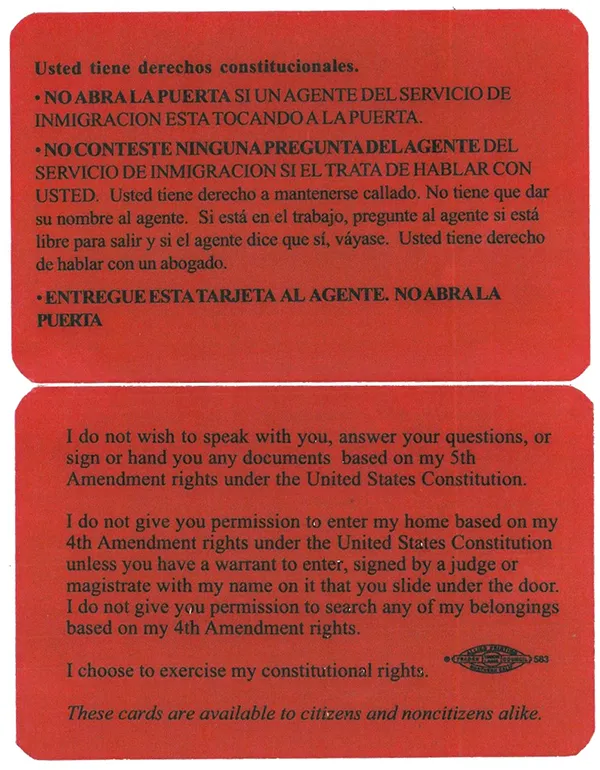 Usted tiene derechos constitucionales.
• NO ABRA LA PUERTA SI UN AGENTE DEL SERVICIO DE
INMIGRACION ESTA TOCANDO A LA PUERTA.
• NO CONTESTE NINGUNA PREGUNTA DEL AGENTE DEL
SERVICIO DE INMIGRACION SI EL TRATA DE HABLAR CON
USTED. Usted tiene derecho a mantenerse callado. No tiene que dar
su nombre al agente. Si está en el trabajo, pregunte al agente si está
libre para salir y si el agente dice que sí, váyase. Usted tiene derecho
de hablar con un abogado.
• ENTREGUE ESTA TARJETA AL AGENTE. NO ABRA LA
PUERTA
I do not wish to speak with you, answer your questions, or
sign or hand you any documents based on my 5th
Amendment rights under the United States Constitution.
I do not give you permission to enter my home based on my
4th Amendment rights under the United States Constitution
unless you have a warrant to enter, signed by a judge or
magistrate with my name on it that you slide under the door.
I do not give you permission to search any of my belongings
based on my 4th Amendment rights.
I choose to exercise my constitutional rights.
ALLIED PRINTING
TRADES UNION LABEL COUNCIL 583
These cards are available to citizens and noncitizens alike.